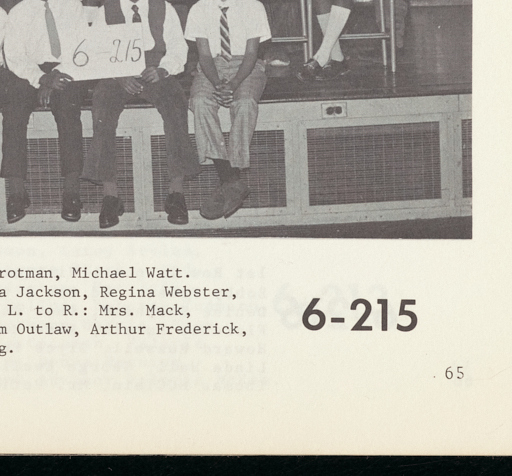 6-215
rotman, Michael Watt.
a Jackson, Regina Webster,
L. to R.: Mrs. Mack,
m Outlaw, Arthur Frederick,
g.
6-215
65